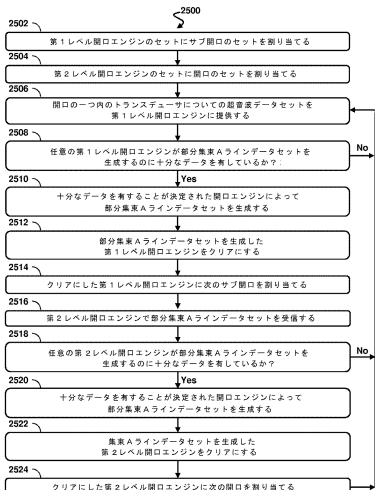 2500
2502
第１レベル開口エンジンのセットにサブ開口のセットを割り当てる
2504
第２レベル開口エンジンのセットに開口のセットを割り当てる
2506
開口の一つ内のトランスデューサについての超音波データセットを
第１レベル開口エンジンに提供する
2508
任意の第１レベル開口エンジンが部分集束Ａラインデータセットを
生成するのに十分なデータを有しているか？
No
Yes
2510
十分なデータを有することが決定された開口エンジンによって
部分集束Ａラインデータセットを生成する
2512
部分集束Ａラインデータセットを生成した
第１レベル開口エンジンをクリアにする
2514
クリアにした第１レベル開口エンジンに次のサブ開口を割り当てる
2516
第２レベル開口エンジンで部分集束Ａラインデータセットを受信する
2518
任意の第２レベル開口エンジンが部分集束Ａラインデータセットを
生成するのに十分なデータを有しているか？
No
Yes
2520
十分なデータを有することが決定された開口エンジンによって
部分集束Ａラインデータセットを生成する
2522
集束Ａラインデータセットを生成した
第２レベル開口エンジンをクリアにする
2524
クリアにした第２レベル開口エンジンに次の開口を割り当てる